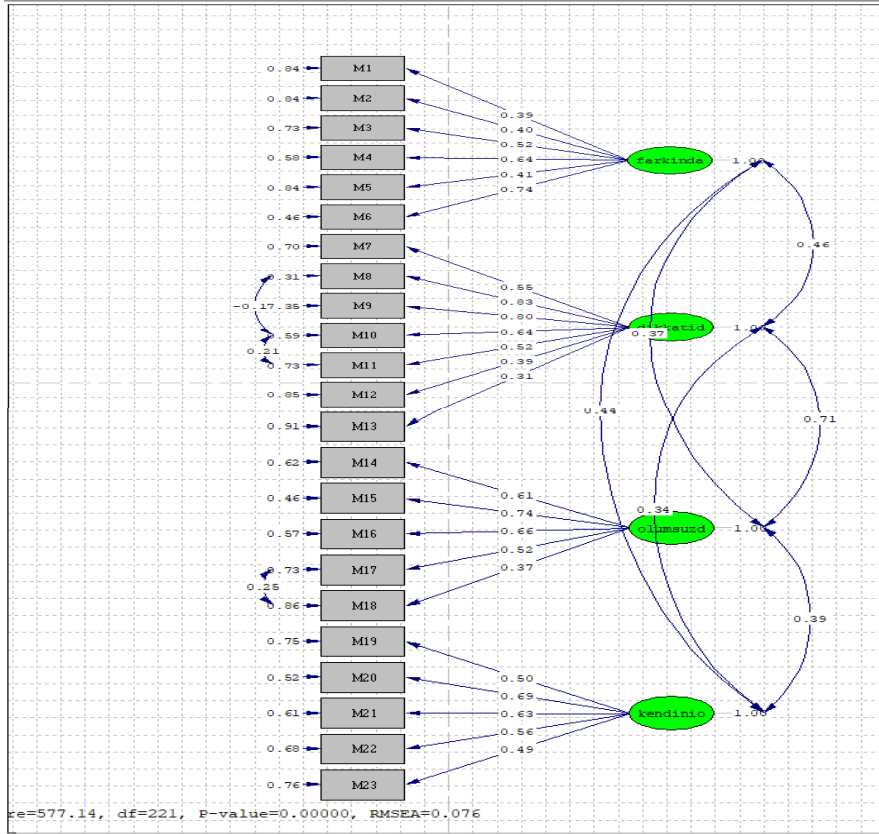 0.84 M1
0.84 M2
0.39
0.73 M3
0.40
0.52
0.58 M4
0.64 farkinda 1.00
0.41
0.84 M5
0.74
0.46 M6
0.70 M7
0.46
0.31 M8
0.55
0.83
-0.17.35 M9
0.80
0.59 M10
0.64 0.37 1.00
0.21
0.52
0.73 M11
0.39
0.31
0.85 M12
0.44
0.91 M13
0.71
0.62 M14
0.61
0.46 M15
0.74
0.34
0.57 M16
0.66 olumsuzd 1.00
0.52
0.73 M17
0.37
0.25
0.86 M18
0.39
0.75 M19
0.50
0.52 M20
0.69
0.61 M21
0.63 kendinio 1.00
0.56
0.68 M22
0.49
0.76 M23
re=577.14, df=221, P-value=0.00000, RMSEA=0.076